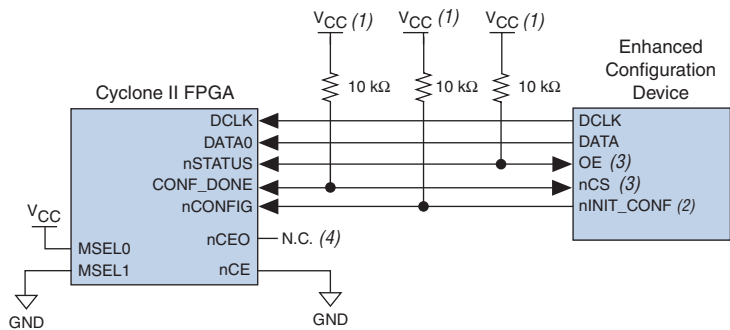 VCC (1) VCC (1) VCC (1)
10 kΩ 10 kΩ 10 kΩ
Enhanced
Configuration
Device
Cyclone II FPGA
DCLK DCLK
DATA0 DATA
nSTATUS OE (3)
CONF_DONE nCS (3)
nCONFIG nINIT_CONF (2)
VCC
nCEO N.C. (4)
MSEL0
MSEL1 nCE
GND GND